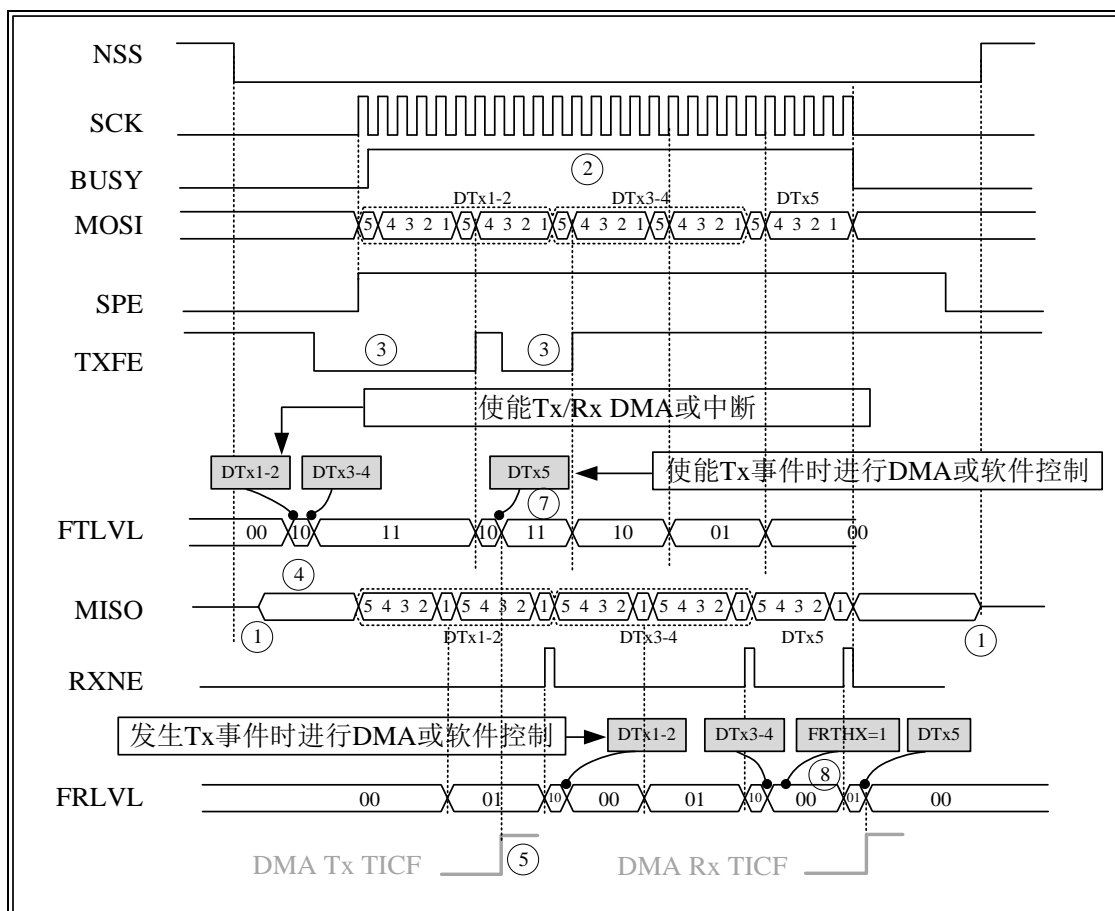 NSS
SCK
BUSY
②
DTx1-2 DTx3-4 DTx5
MOSI 5 4 3 2 1 5 4 3 2 1 5 4 3 2 1 5 4 3 2 1 5 4 3 2 1
SPE
TXFE ③ ③
使能Tx/Rx DMA或中断
DTx1-2 DTx3-4 DTx5 使能Tx事件时进行DMA或软件控制
⑦
FTLVL 00 10 11 10 11 10 01 00
④
MISO 5 4 3 2 1 5 4 3 2 1 5 4 3 2 1 5 4 3 2 1 5 4 3 2 1
① DTx1-2 DTx3-4 DTx5 ①
RXNE
发生Tx事件时进行DMA或软件控制 DTx1-2 DTx3-4 FRTHX=1 DTx5
⑧
FRLVL 00 01 10 00 01 10 00 01 00
DMA Tx TICF ⑤ DMA Rx TICF